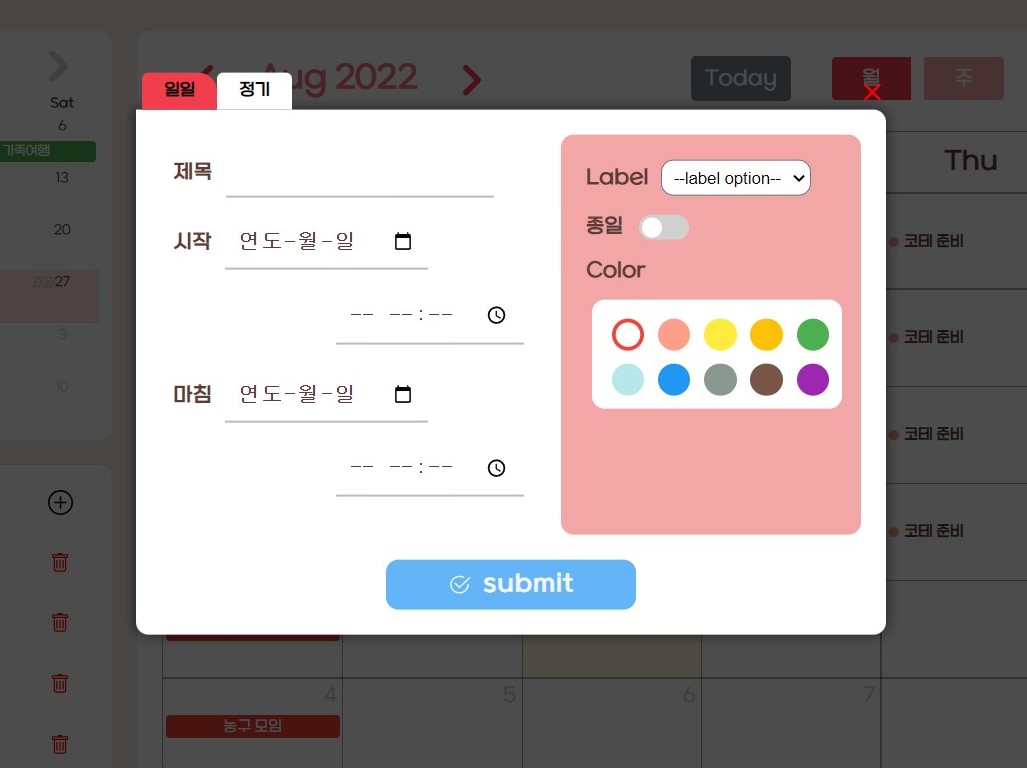 Aug 2022
Today
월
주
Sat
6
가족여행
13
20
27
3
10
일일
정기
제목
시작
연도-월-일
-- --:--
마침
연도-월-일
-- --:--
Label
--label option--
종일
Color
submit
Thu
코테 준비
코테 준비
코테 준비
코테 준비
4
5
6
7
농구 모임